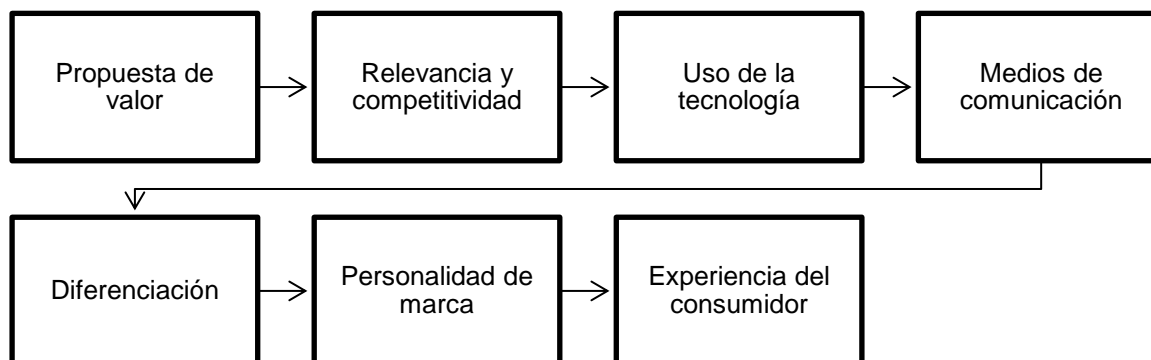 Propuesta de
valor
Relevancia y
competitividad
Uso de la
tecnología
Medios de
comunicación
Diferenciación
Personalidad de
marca
Experiencia del
consumidor